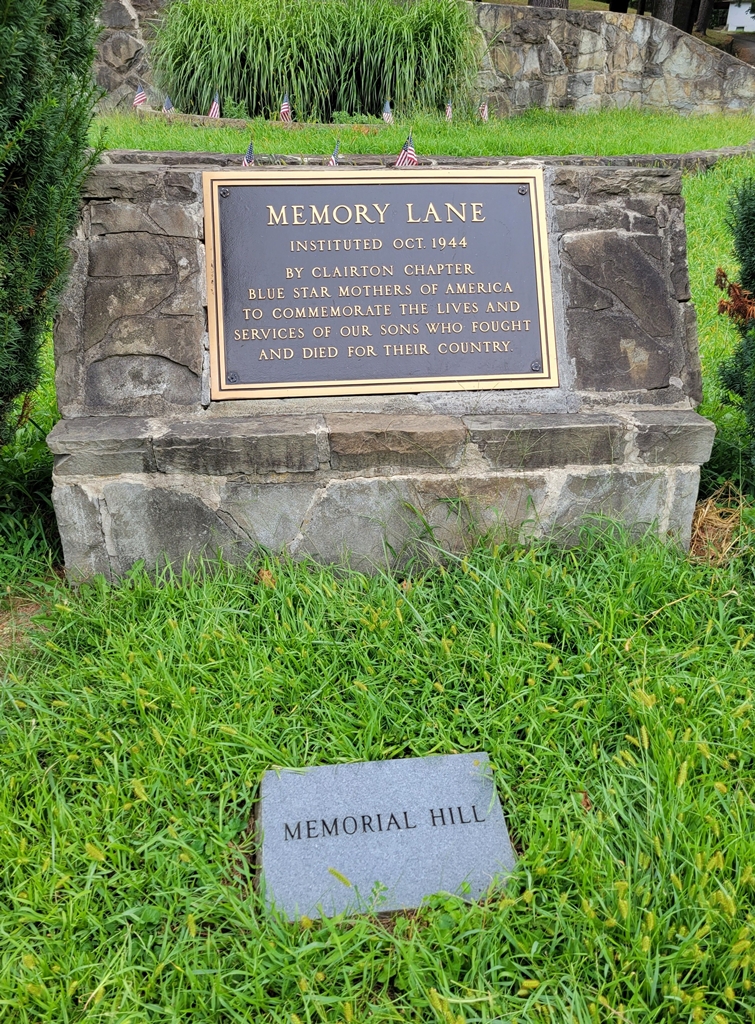 MEMORY LANE
INSTITUTED OCT. 1944
BY CLAIRTON CHAPTER
BLUE STAR MOTHERS OF AMERICA
TO COMMEMORATE THE LIVES AND
SERVICES OF OUR SONS WHO FOUGHT
AND DIED FOR THEIR COUNTRY.
MEMORIAL HILL